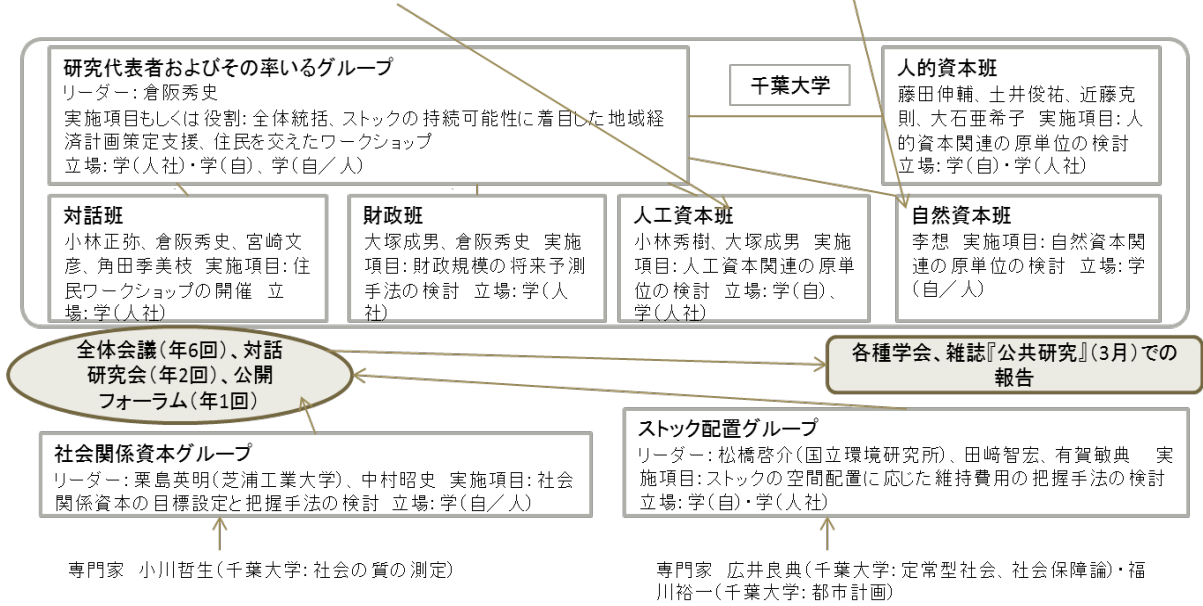 研究代表者およびその率いるグループ
リーダー：倉阪秀史
実施項目もしくは役割：全体統括、ストックの持続可能性に着目した地域経
済計画策定支援、住民を交えたワークショップ
立場：学（人社）・学（自）、学（自／人）
千葉大学
人的資本班
藤田伸輔、土井俊祐、近藤克
則、大石亜希子　実施項目：人
的資本関連の原単位の検討
立場：学（自）・学（人社）
対話班
小林正弥、倉阪秀史、宮崎文
彦、角田季美枝　実施項目：住
民ワークショップの開催　立
場：学（人社）
財政班
大塚成男、倉阪秀史　実施
項目：財政規模の将来予測
手法の検討　立場：学（人
社）
人工資本班
小林秀樹、大塚成男　実施
項目：人工資本関連の原単
位の検討　立場：学（自）、
学（人社）
自然資本班
李想　実施項目：自然資本関
連の原単位の検討　立場：学
（自／人）
全体会議（年6回）、対話
研究会（年2回）、公開
フォーラム（年1回）
各種学会、雑誌『公共研究』（3月）での
報告
社会関係資本グループ
リーダー：栗島英明（芝浦工業大学）、中村昭史　実施項目：社会
関係資本の目標設定と把握手法の検討　立場：学（自／人）
ストック配置グループ
リーダー：松橋啓介（国立環境研究所）、田崎智宏、有賀敏典　実
施項目：ストックの空間配置に応じた維持費用の把握手法の検討
立場：学（自）・学（人社）
専門家　小川哲生（千葉大学：社会の質の測定）
専門家　広井良典（千葉大学：定常型社会、社会保障論）・福
川裕一（千葉大学：都市計画）